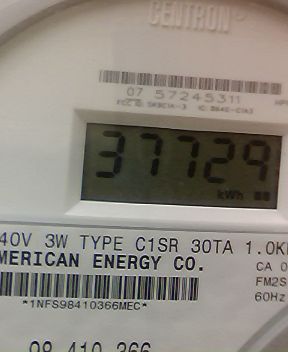 CENTRON
07 57245311
37729
kWh
40V 3W TYPE C1SR 30TA 1.0K
MERICAN ENERGY CO.
CA 0
FM2S
*1NFS98410366MEC*
60Hz
98 410 366